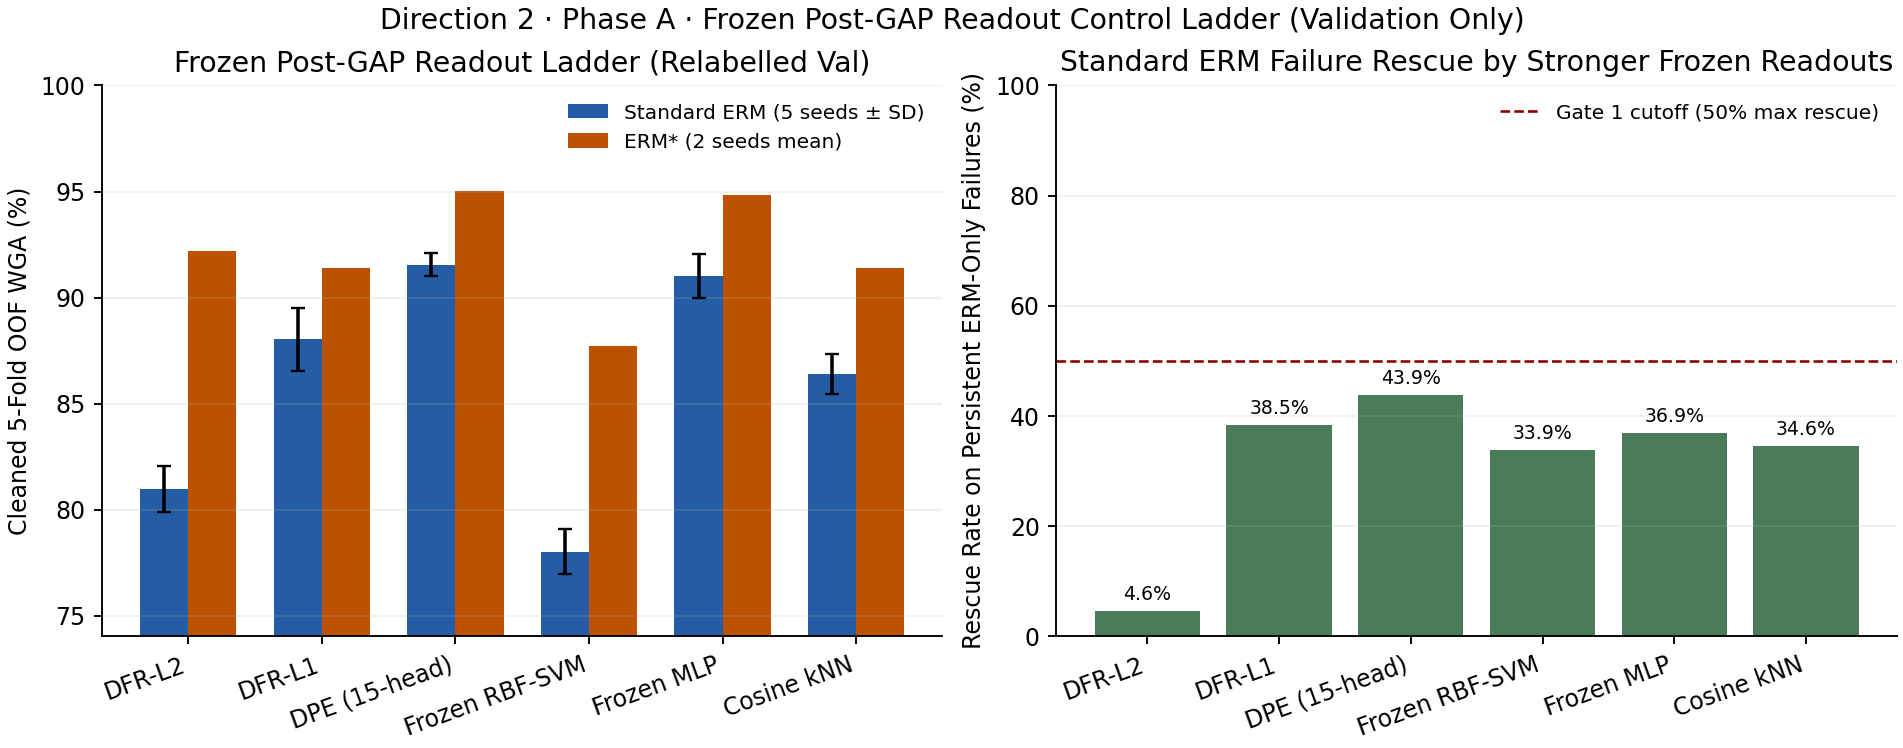 Direction 2 · Phase A · Frozen Post-GAP Readout Control Ladder (Validation Only)
Frozen Post-GAP Readout Ladder (Relabelled Val)
Cleaned 5-Fold OOF WGA (%)
100
95
90
85
80
75
Standard ERM (5 seeds ± SD)
ERM* (2 seeds mean)
DFR-L2
DFR-L1
DPE (15-head)
Frozen RBF-SVM
Frozen MLP
Cosine kNN
Standard ERM Failure Rescue by Stronger Frozen Readouts
Rescue Rate on Persistent ERM-Only Failures (%)
100
80
60
40
20
0
Gate 1 cutoff (50% max rescue)
4.6%
38.5%
43.9%
33.9%
36.9%
34.6%
DFR-L2
DFR-L1
DPE (15-head)
Frozen RBF-SVM
Frozen MLP
Cosine kNN